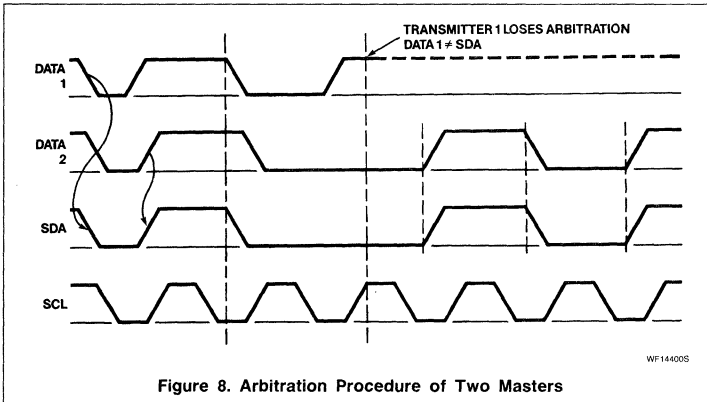 TRANSMITTER 1 LOSES ARBITRATION
DATA 1 ≠ SDA
DATA
1
DATA
2
SDA
SCL
WF14400S
Figure 8. Arbitration Procedure of Two Masters